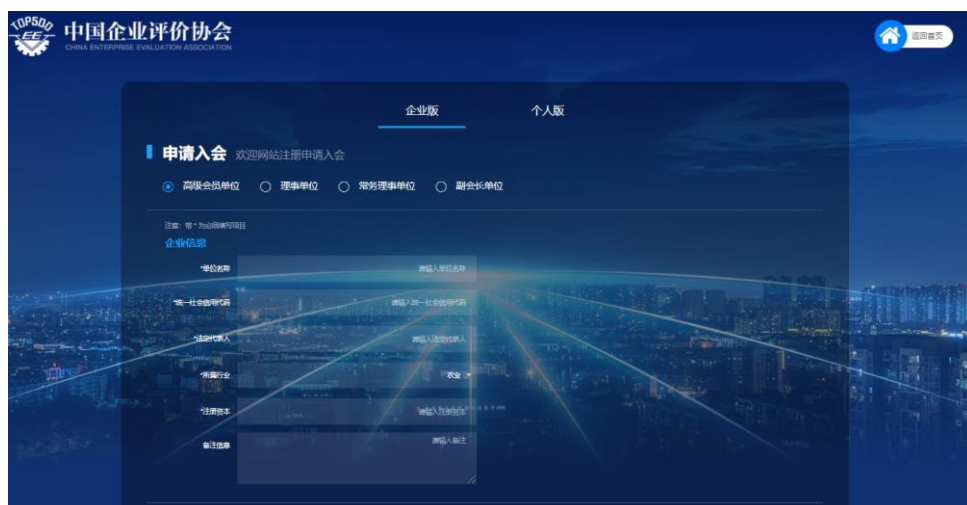 TOP500
EE
中国企业评价协会
CHINA ENTERPRISE EVALUATION ASSOCIATION
返回首页
企业版 个人版
申请入会 欢迎网站注册申请入会
高级会员单位 理事单位 常务理事单位 副会长单位
注意：带*为必须填写项目
企业信息
*单位名称 请输入单位名称
*统一社会信用代码 请输入统一社会信用代码
*法定代表人 请输入法定代表人
*所属行业 农业
*注册资本 请输入注册资本
备注信息 请输入备注